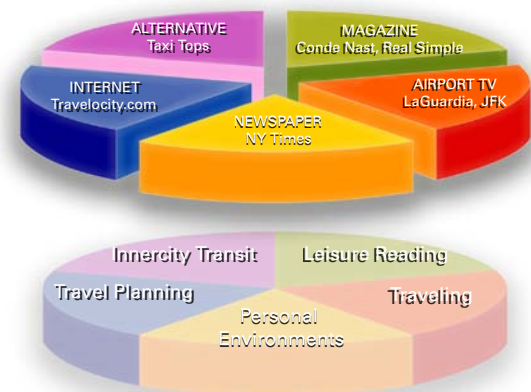 ALTERNATIVE
Taxi Tops
MAGAZINE
Conde Nast, Real Simple
INTERNET
Travelocity.com
AIRPORT TV
LaGuardia, JFK
NEWSPAPER
NY Times
Innercity Transit
Leisure Reading
Travel Planning
Traveling
Personal
Environments